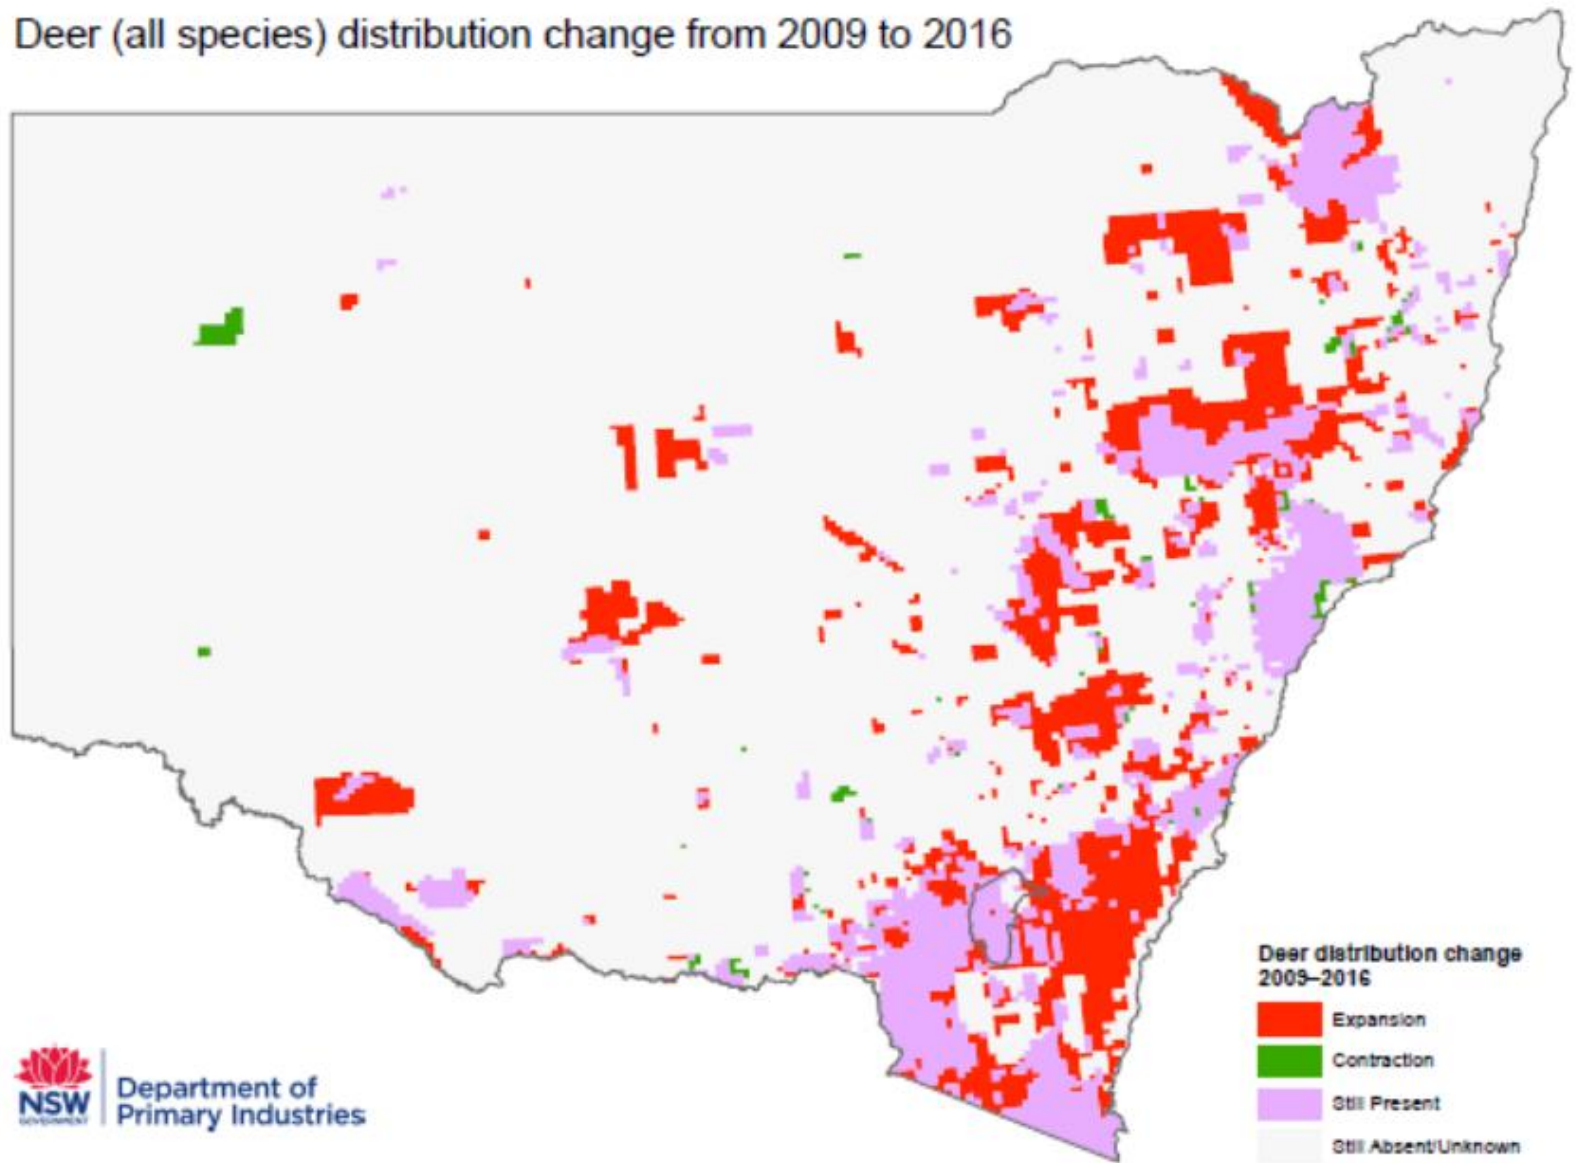 Deer (all species) distribution change from 2009 to 2016
Deer distribution change
2009–2016
Expansion
Contraction
Still Present
Still Absent/Unknown
NSW
GOVERNMENT
Department of
Primary Industries